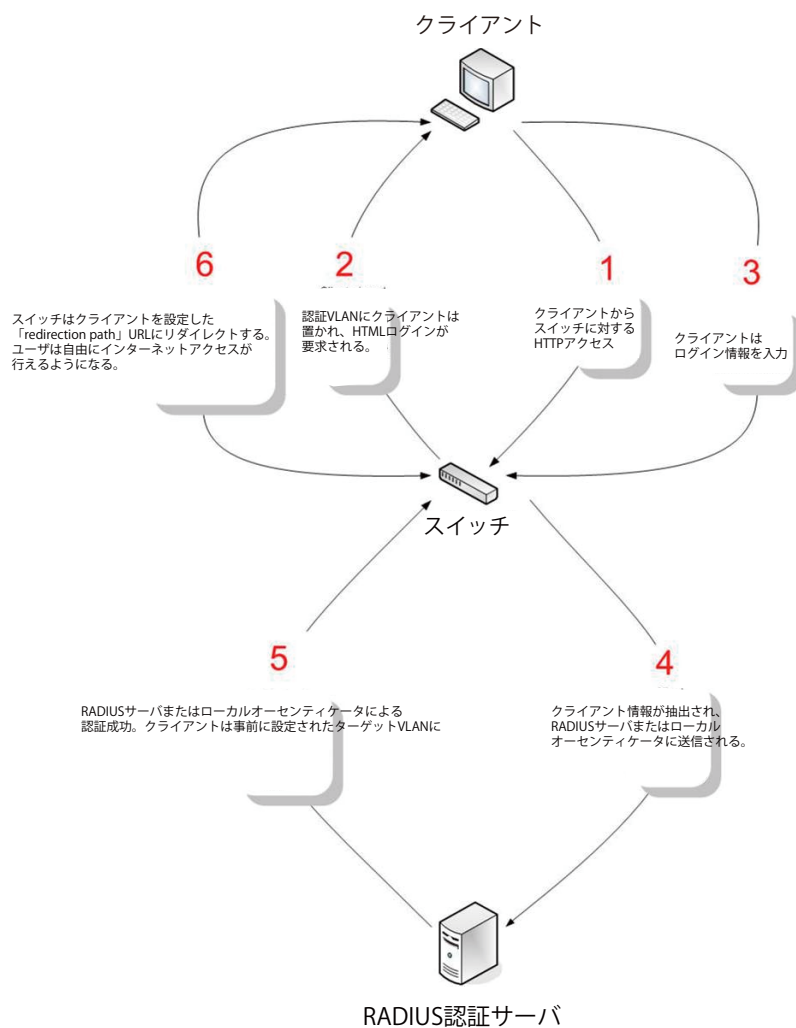 クライアント
6
2
1
3
スイッチはクライアントを設定した
「redirection path」URLにリダイレクトする。
ユーザは自由にインターネットアクセスが
行えるようになる。
認証VLANにクライアントは
置かれ、HTMLログインが
要求される。
クライアントから
スイッチに対する
HTTPアクセス
クライアントは
ログイン情報を入力
スイッチ
5
4
RADIUSサーバまたはローカルオーセンティケータによる
認証成功。クライアントは事前に設定されたターゲットVLANに
クライアント情報が抽出され、
RADIUSサーバまたはローカル
オーセンティケータに送信される。
RADIUS認証サーバ